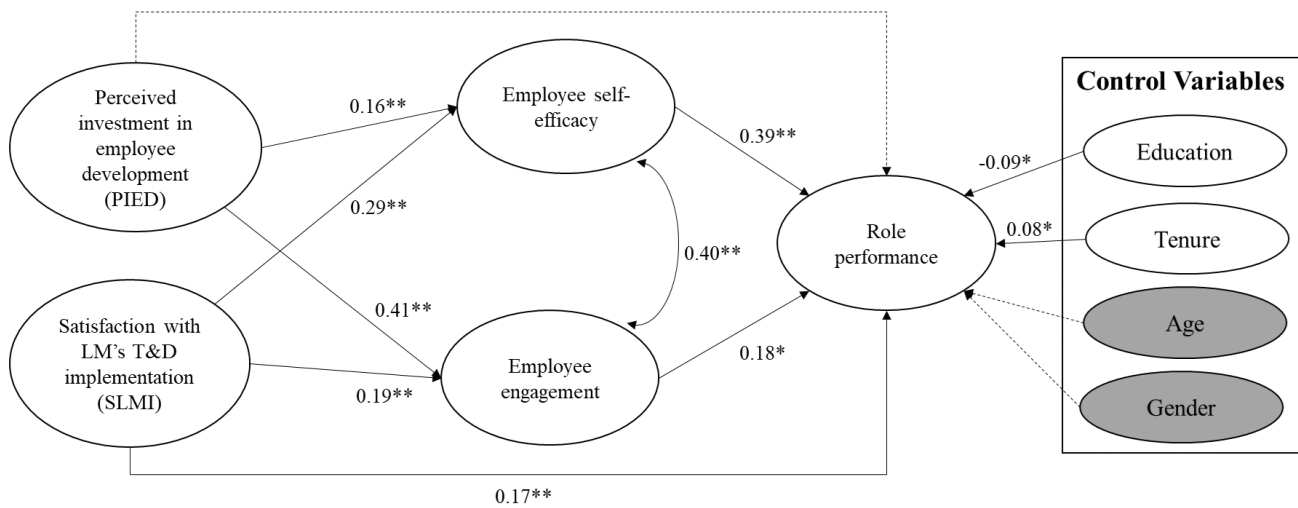 Control Variables
Perceived
investment in
employee
development
(PIED)
0.16**
Employee self-
efficacy
0.39**
-0.09*
Education
0.29**
0.08*
Tenure
Role
performance
0.40**
Satisfaction with
LM's T&D
implementation
(SLMI)
0.41**
0.19**
Employee
engagement
0.18*
Age
Gender
0.17**